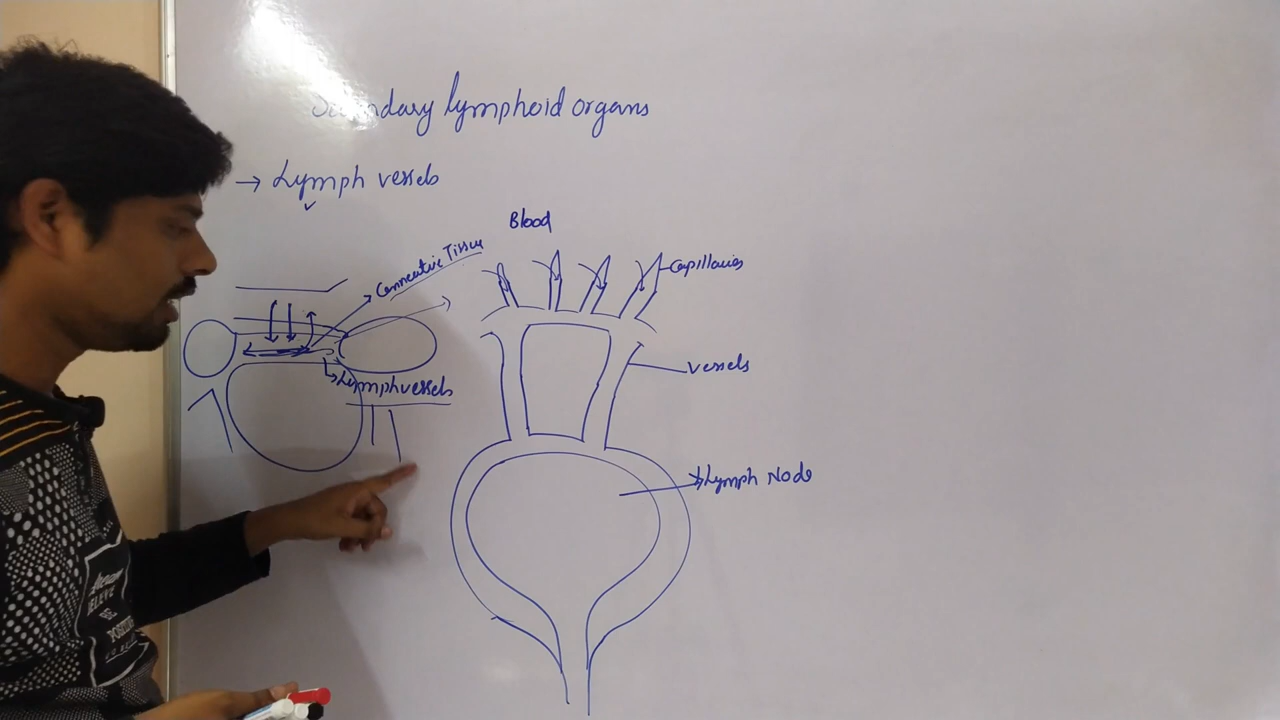 Secondary lymphoid organs
→ Lymph vessels
Blood
Connective Tissue
Capillaries
Lymph vessels
vessels
Lymph Node